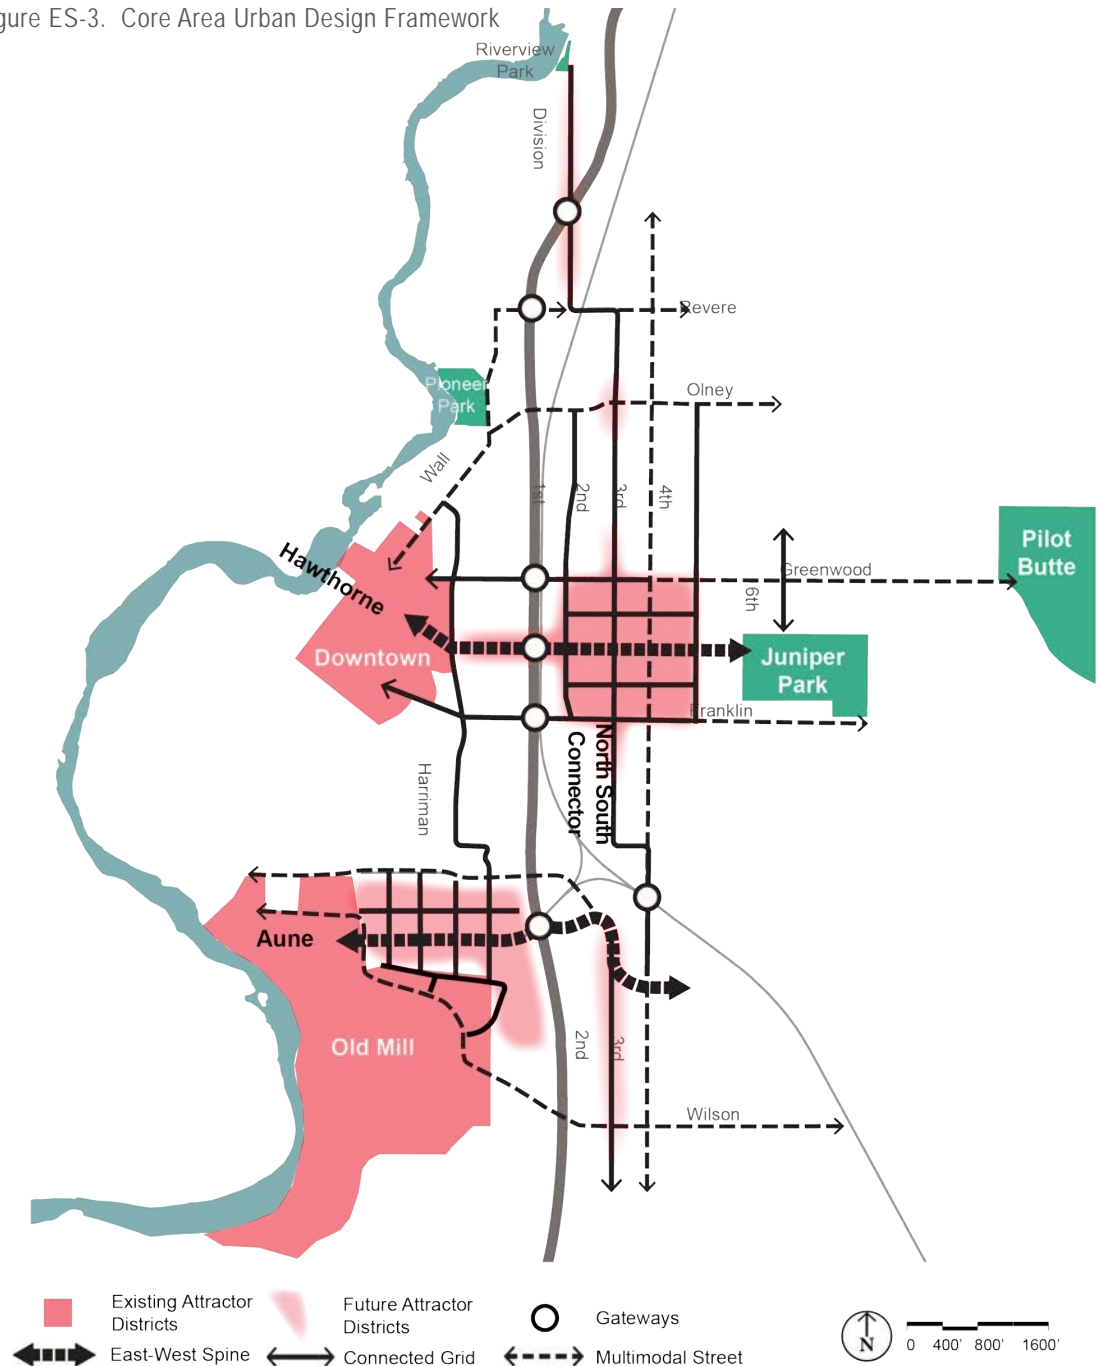 gure ES-3. Core Area Urban Design Framework
Riverview
Park
Division
Revere
Pioneer
Park
Olney
Wall
1st
2nd
3rd
4th
Hawthorne
Greenwood
6th
Pilot
Butte
Downtown
Juniper
Park
Franklin
North South
Connector
Harriman
Aune
Old Mill
2nd
3rd
Wilson
Existing Attractor
Districts
Future Attractor
Districts
Gateways
East-West Spine
Connected Grid
Multimodal Street
N
0 400' 800' 1600'